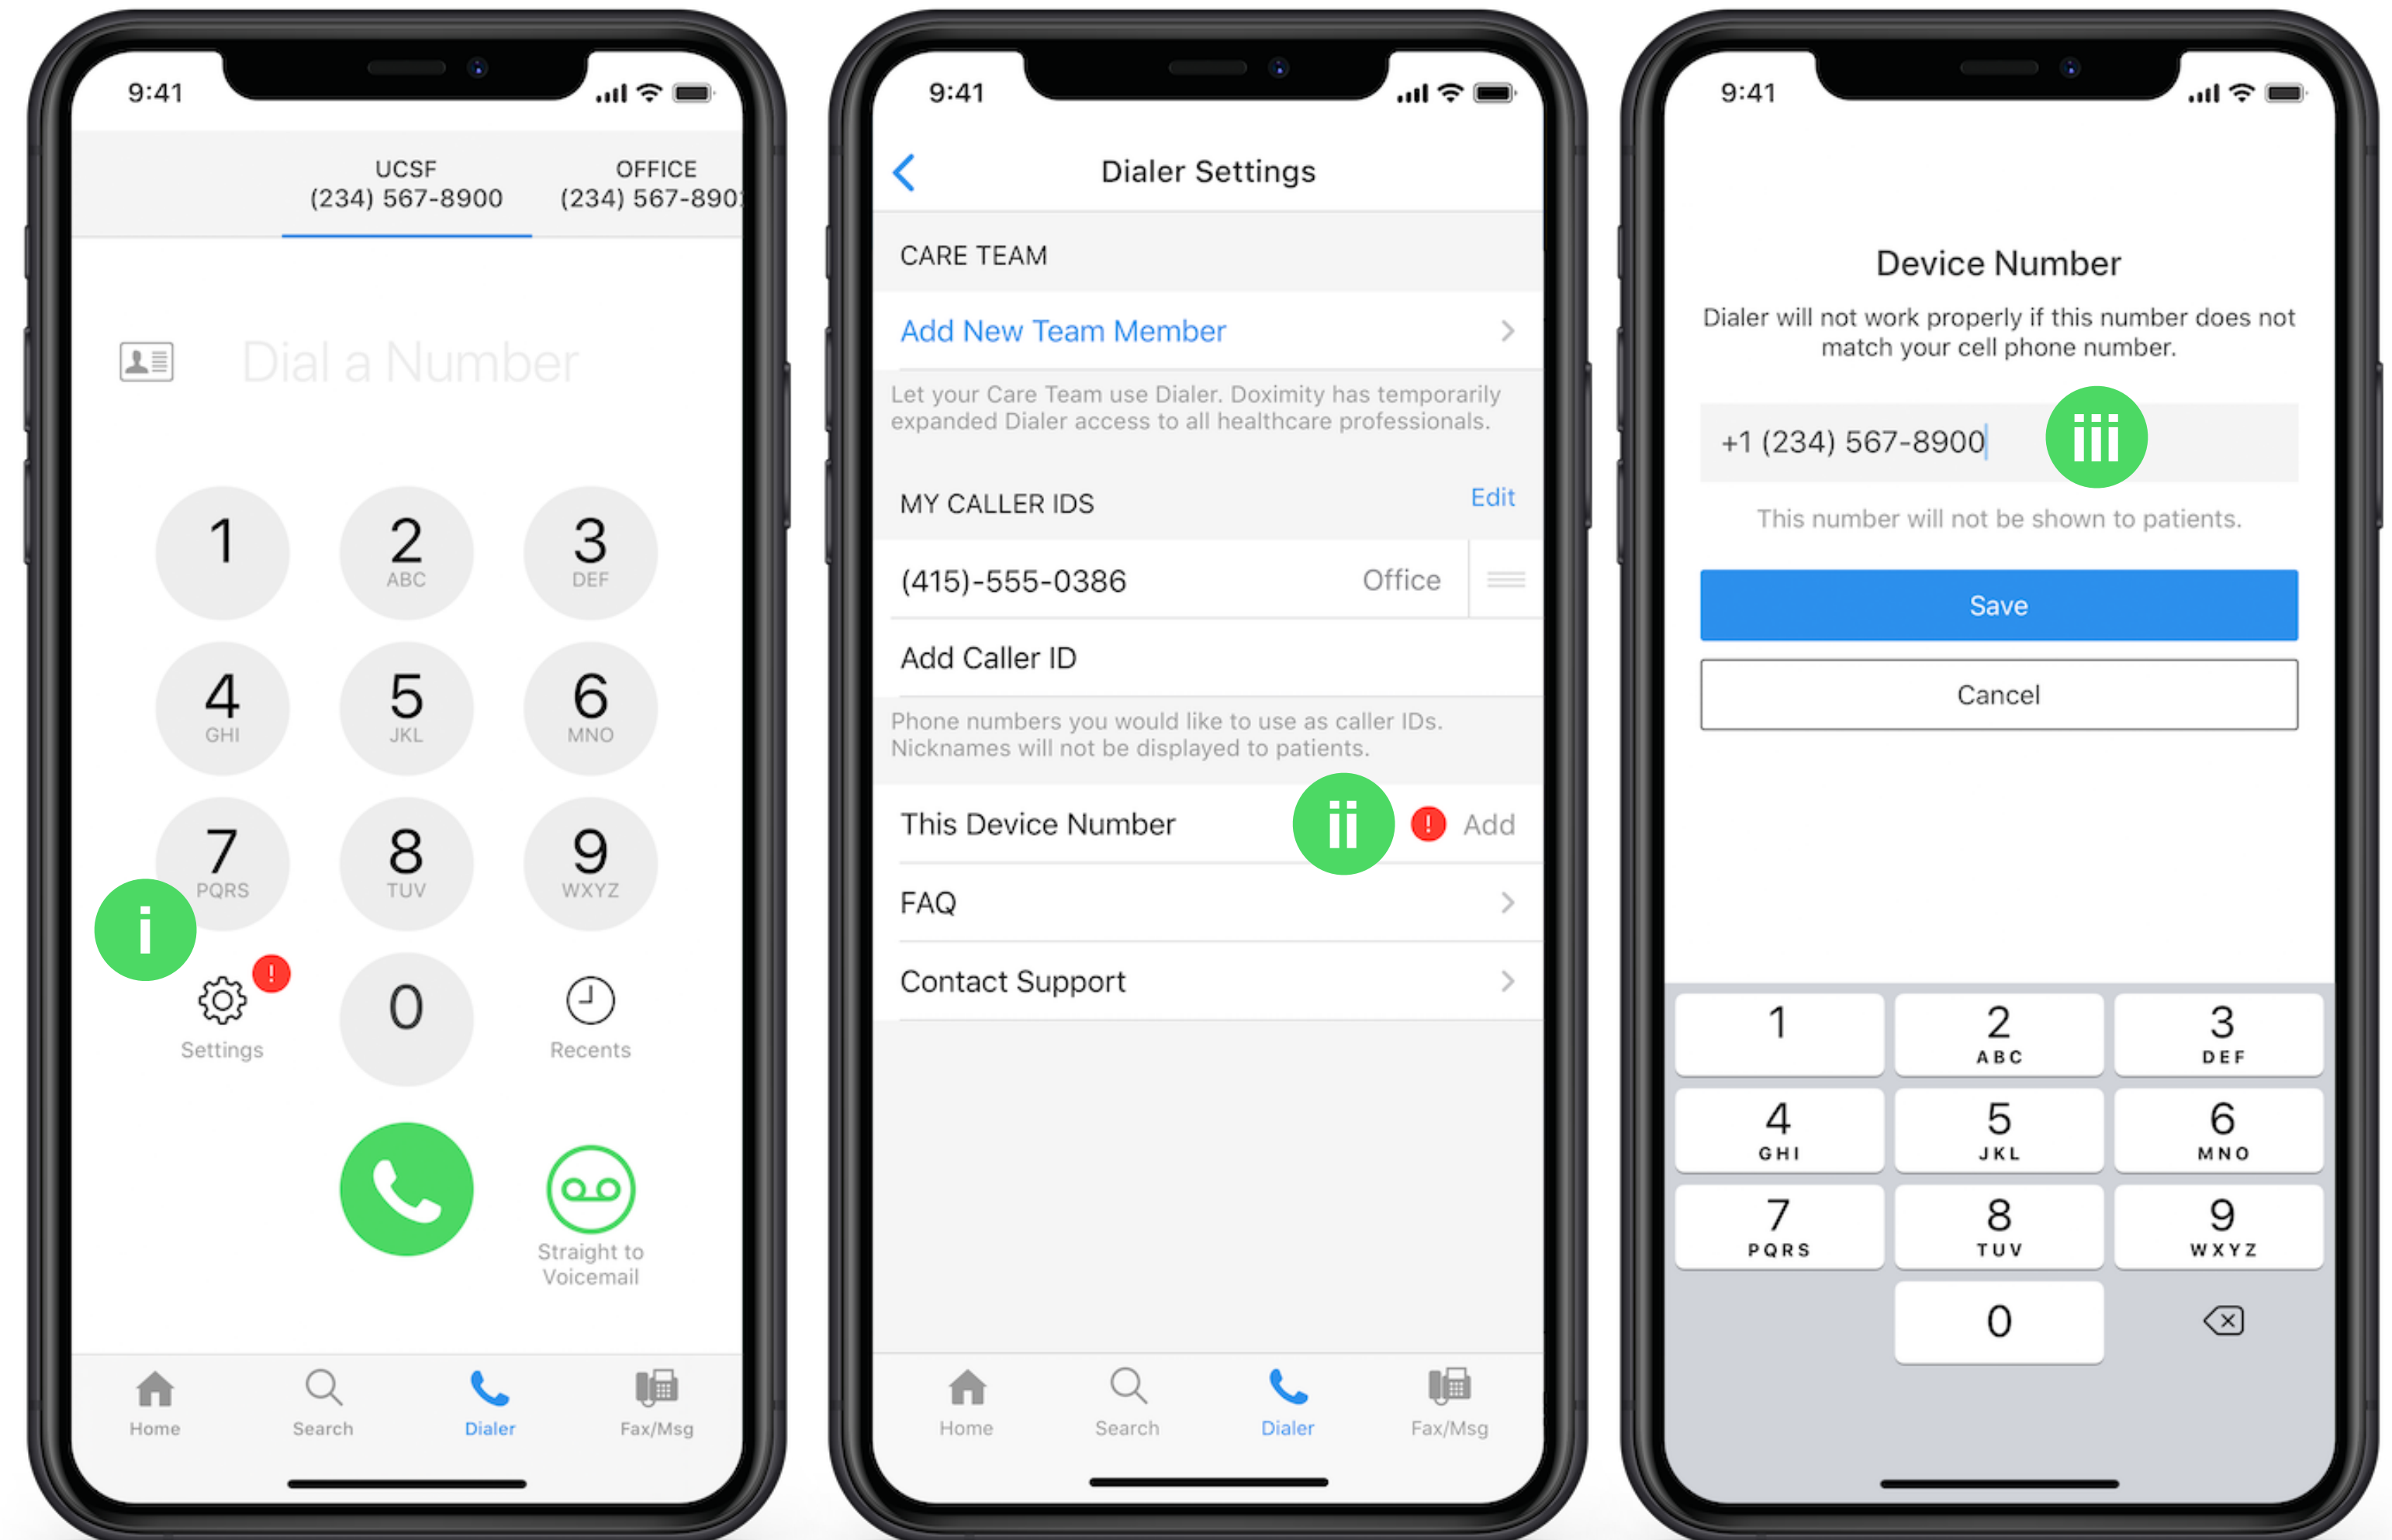 9:41
UCSF
OFFICE
(234) 567-8900
(234) 567-890
Dial a Number
1
2
ABC
3
DEF
4
GHI
5
JKL
6
MNO
7
PQRS
8
TUV
9
WXYZ
i
!
0
Settings
Recents
Straight to
Voicemail
Home
Search
Dialer
Fax/Msg
9:41
Dialer Settings
CARE TEAM
Add New Team Member
Let your Care Team use Dialer. Doximity has temporarily
expanded Dialer access to all healthcare professionals.
MY CALLER IDS
Edit
(415)-555-0386
Office
Add Caller ID
Phone numbers you would like to use as caller IDs.
Nicknames will not be displayed to patients.
This Device Number
ii
!
Add
FAQ
Contact Support
Home
Search
Dialer
Fax/Msg
9:41
Device Number
Dialer will not work properly if this number does not
match your cell phone number.
+1 (234) 567-8900
iii
This number will not be shown to patients.
Save
Cancel
1
2
ABC
3
DEF
4
GHI
5
JKL
6
MNO
7
PQRS
8
TUV
9
WXYZ
0